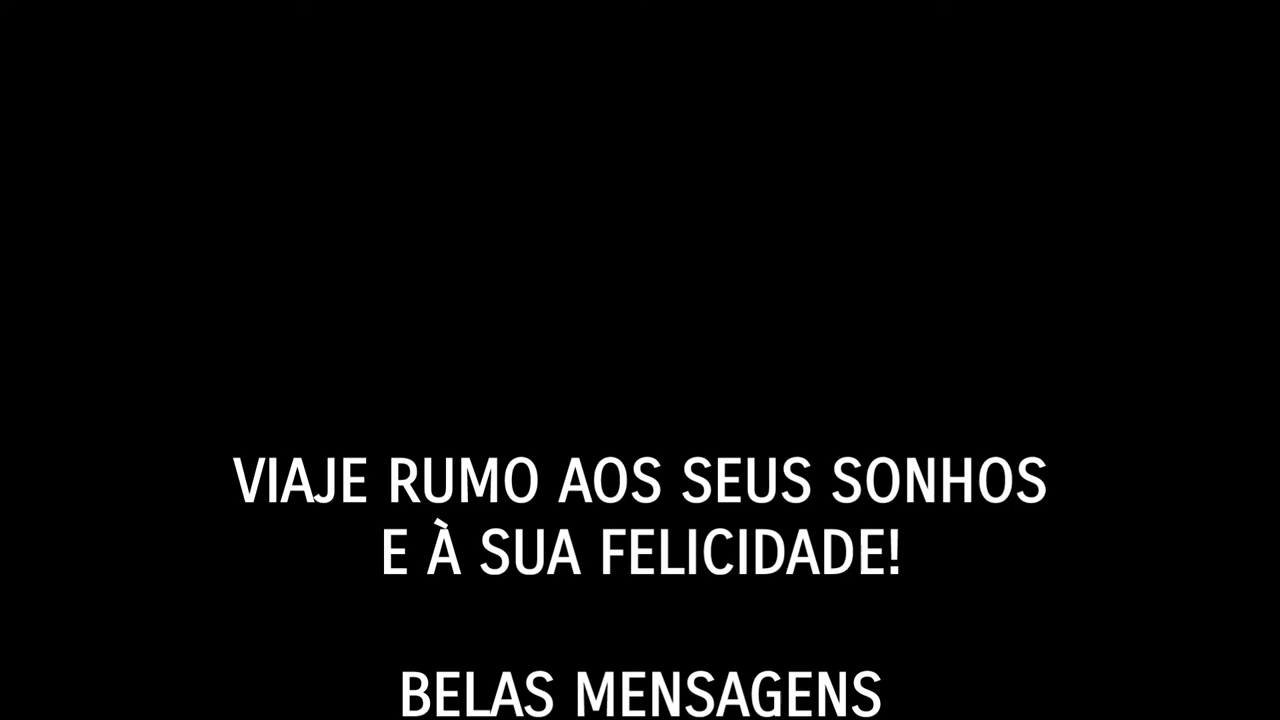 VIAJE RUMO AOS SEUS SONHOS
E À SUA FELICIDADE!
BELAS MENSAGENS